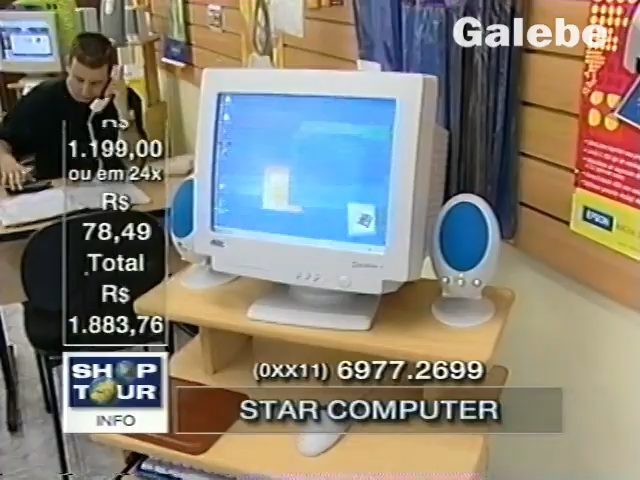 Galebe
R$
1.199,00
ou em 24x
R$
78,49
Total
R$
1.883,76
(0XX11) 6977.2699
STAR COMPUTER
SHOP
TOUR
INFO
EPSON